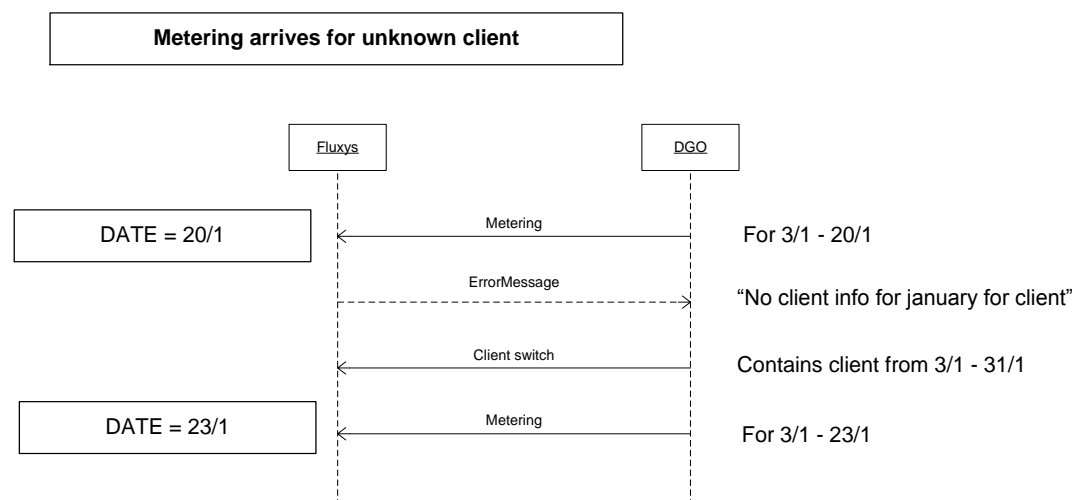 Metering arrives for unknown client
Fluxys
DGO
DATE = 20/1
Metering
For 3/1 - 20/1
ErrorMessage
“No client info for january for client”
Client switch
Contains client from 3/1 - 31/1
DATE = 23/1
Metering
For 3/1 - 23/1